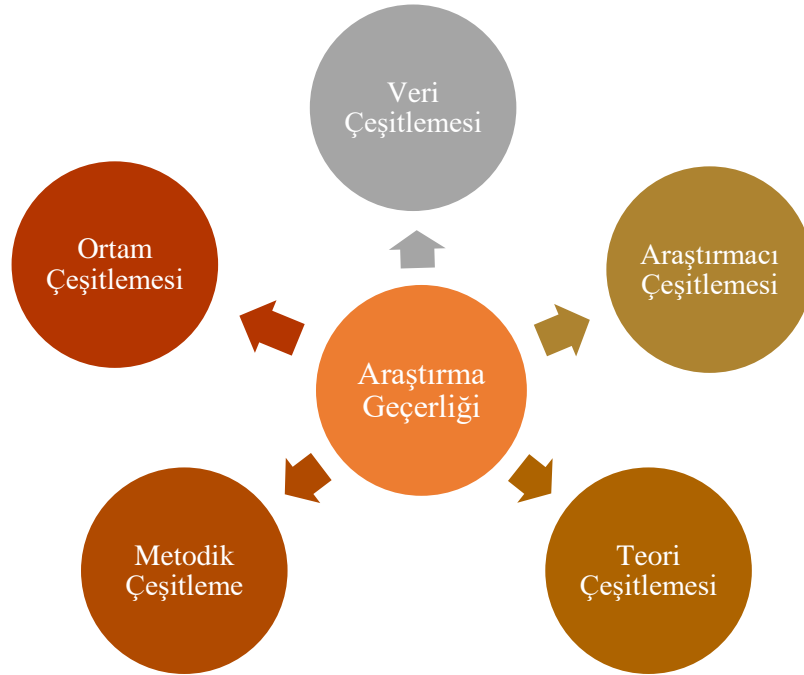 Veri
Çeşitlemesi
Ortam
Çeşitlemesi
Araştırmacı
Çeşitlemesi
Araştırma
Geçerliği
Metodik
Çeşitleme
Teori
Çeşitlemesi